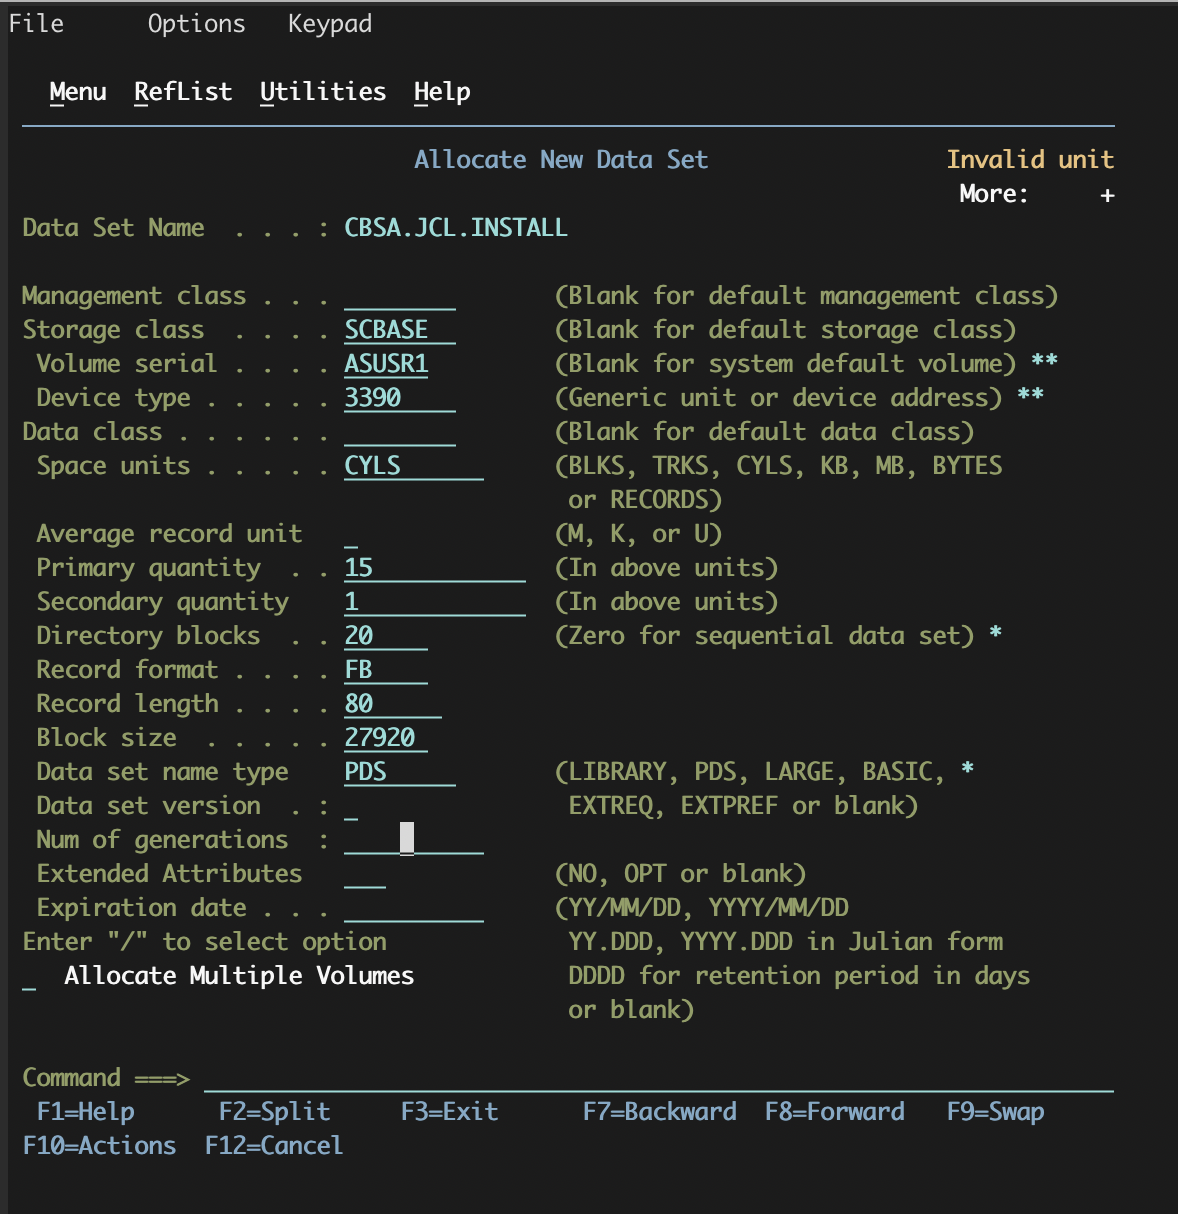 File Options Keypad
Menu RefList Utilities Help
Allocate New Data Set Invalid unit
More: +
Data Set Name . . . : CBSA.JCL.INSTALL
Management class . . . (Blank for default management class)
Storage class . . . . SCBASE (Blank for default storage class)
Volume serial . . . . ASUSR1 (Blank for system default volume) **
Device type . . . . . 3390 (Generic unit or device address) **
Data class . . . . . . (Blank for default data class)
Space units . . . . . CYLS (BLKS, TRKS, CYLS, KB, MB, BYTES
or RECORDS)
Average record unit _ (M, K, or U)
Primary quantity . . 15 (In above units)
Secondary quantity 1 (In above units)
Directory blocks . . 20 (Zero for sequential data set) *
Record format . . . . FB
Record length . . . . 80
Block size . . . . . 27920
Data set name type PDS (LIBRARY, PDS, LARGE, BASIC, *
Data set version . : _ EXTREQ, EXTPREF or blank)
Num of generations :
Extended Attributes (NO, OPT or blank)
Expiration date . . . (YY/MM/DD, YYYY/MM/DD
Enter "/" to select option YY.DDD, YYYY.DDD in Julian form
_ Allocate Multiple Volumes DDDD for retention period in days
or blank)
Command ===>
F1=Help F2=Split F3=Exit F7=Backward F8=Forward F9=Swap
F10=Actions F12=Cancel